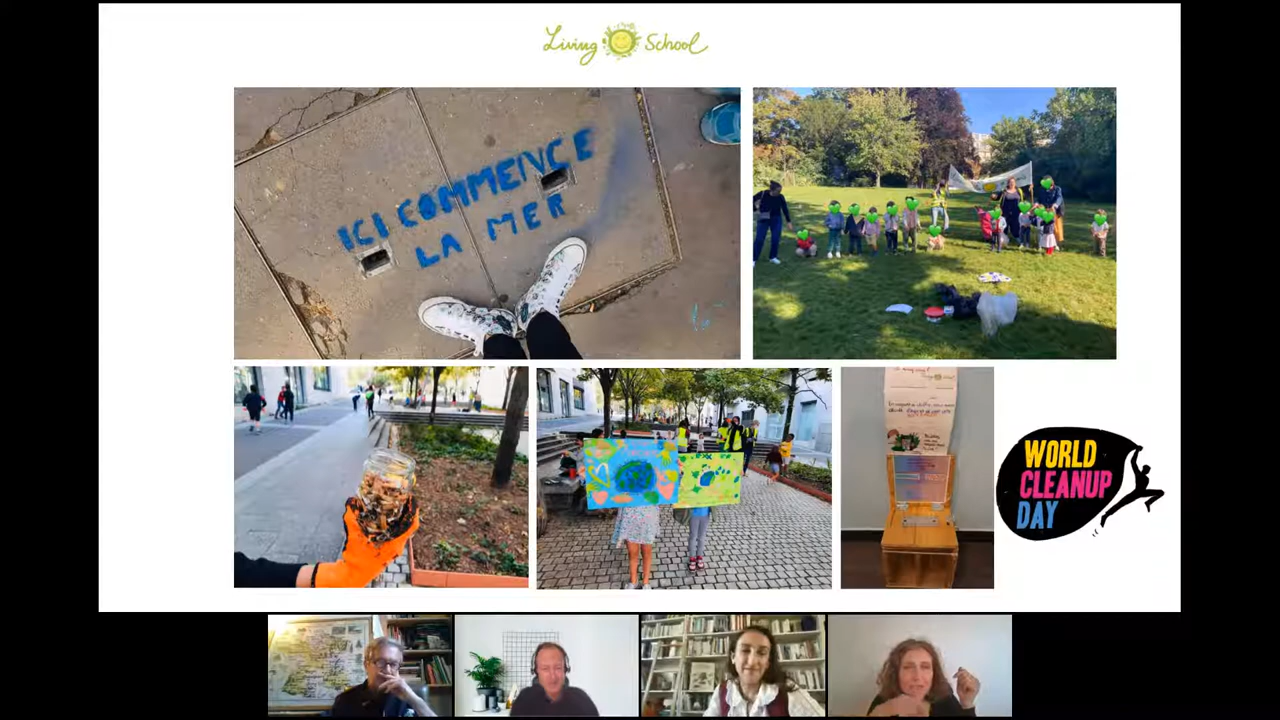 Living School
ICI COMMENCE
LA MER
WORLD
CLEANUP
DAY